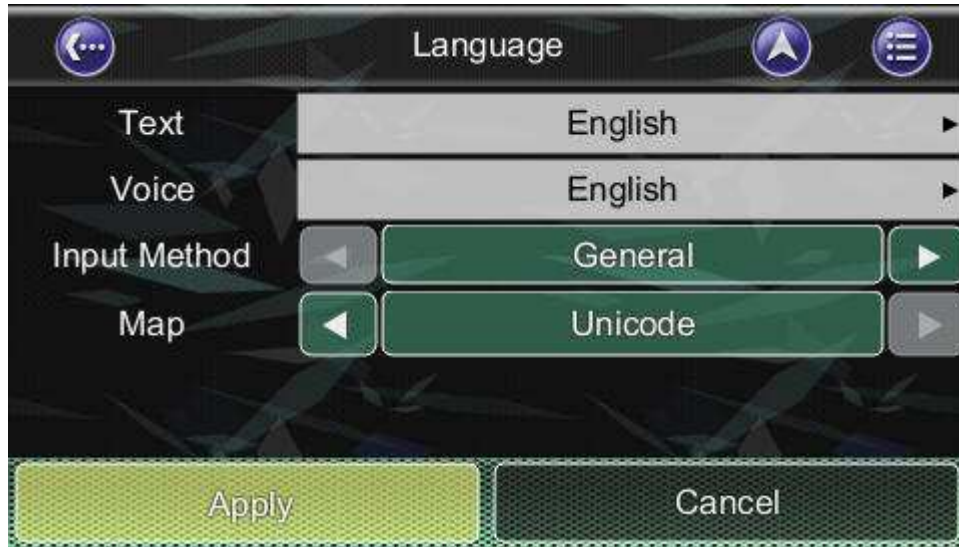 Language
Text English
Voice English
Input Method General
Map Unicode
Apply Cancel